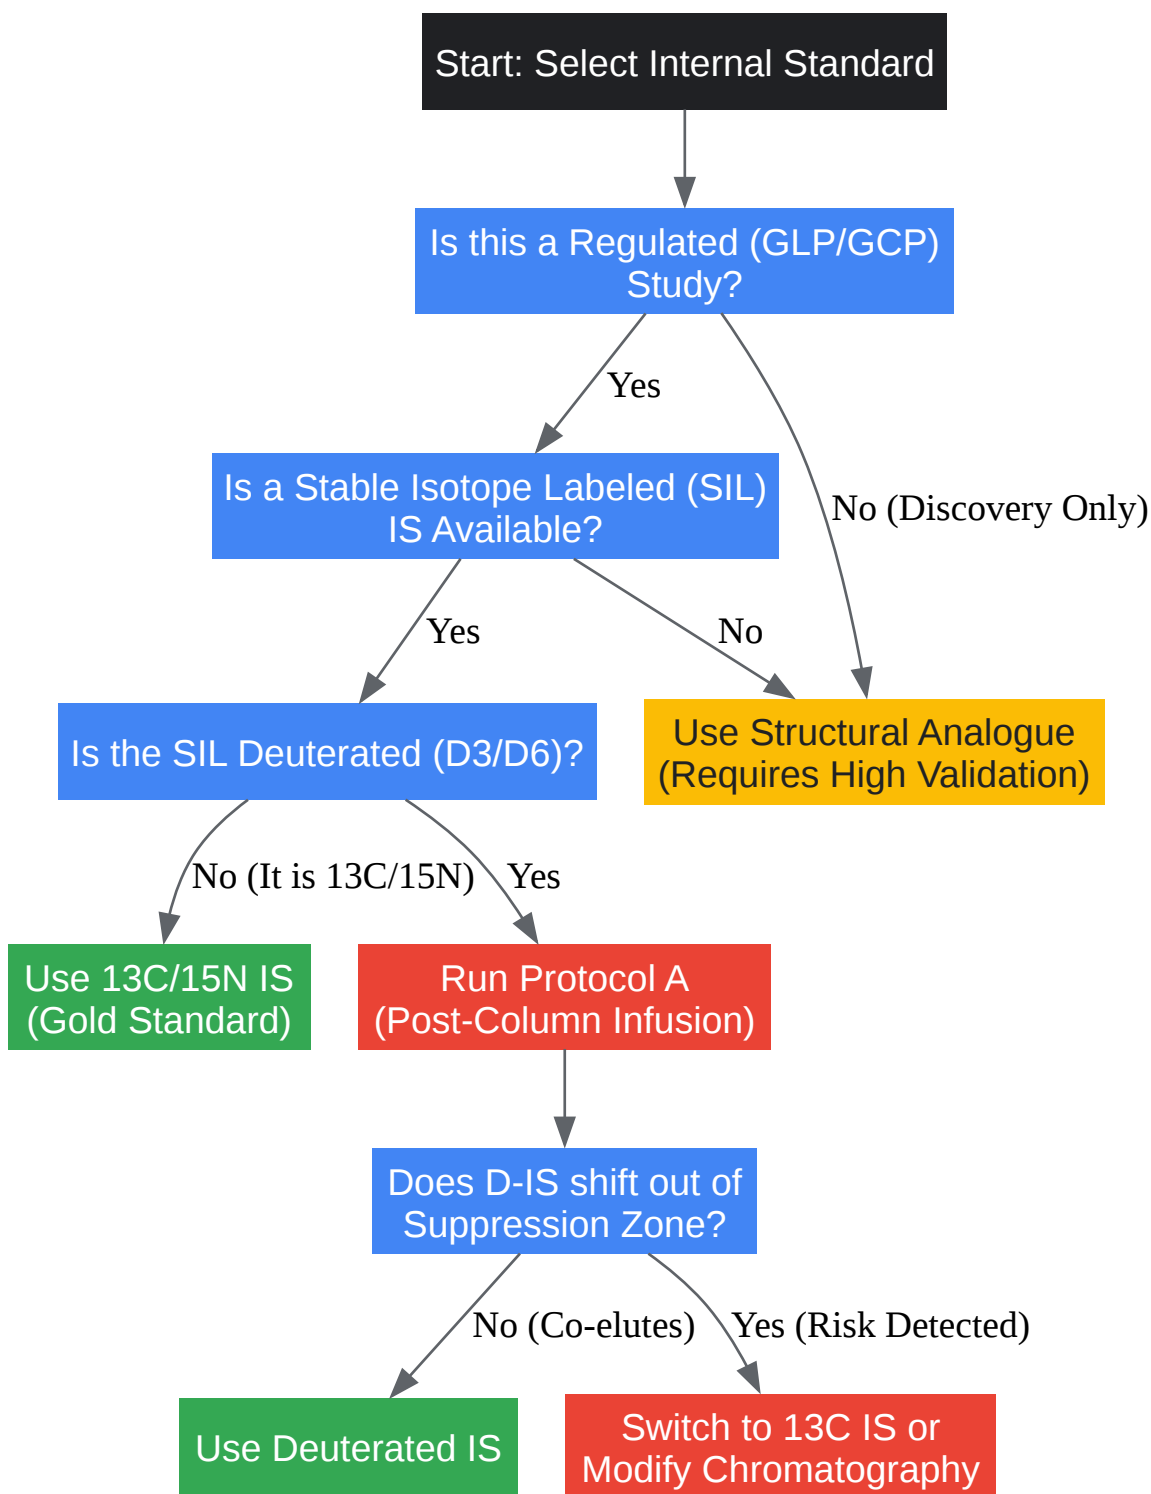 Start: Select Internal Standard
Is this a Regulated (GLP/GCP)
Study?
Yes
No (Discovery Only)
Is a Stable Isotope Labeled (SIL)
IS Available?
Yes
No
Is the SIL Deuterated (D3/D6)?
Use Structural Analogue
(Requires High Validation)
No (It is 13C/15N)
Yes
Use 13C/15N IS
(Gold Standard)
Run Protocol A
(Post-Column Infusion)
Does D-IS shift out of
Suppression Zone?
No (Co-elutes)
Yes (Risk Detected)
Use Deuterated IS
Switch to 13C IS or
Modify Chromatography